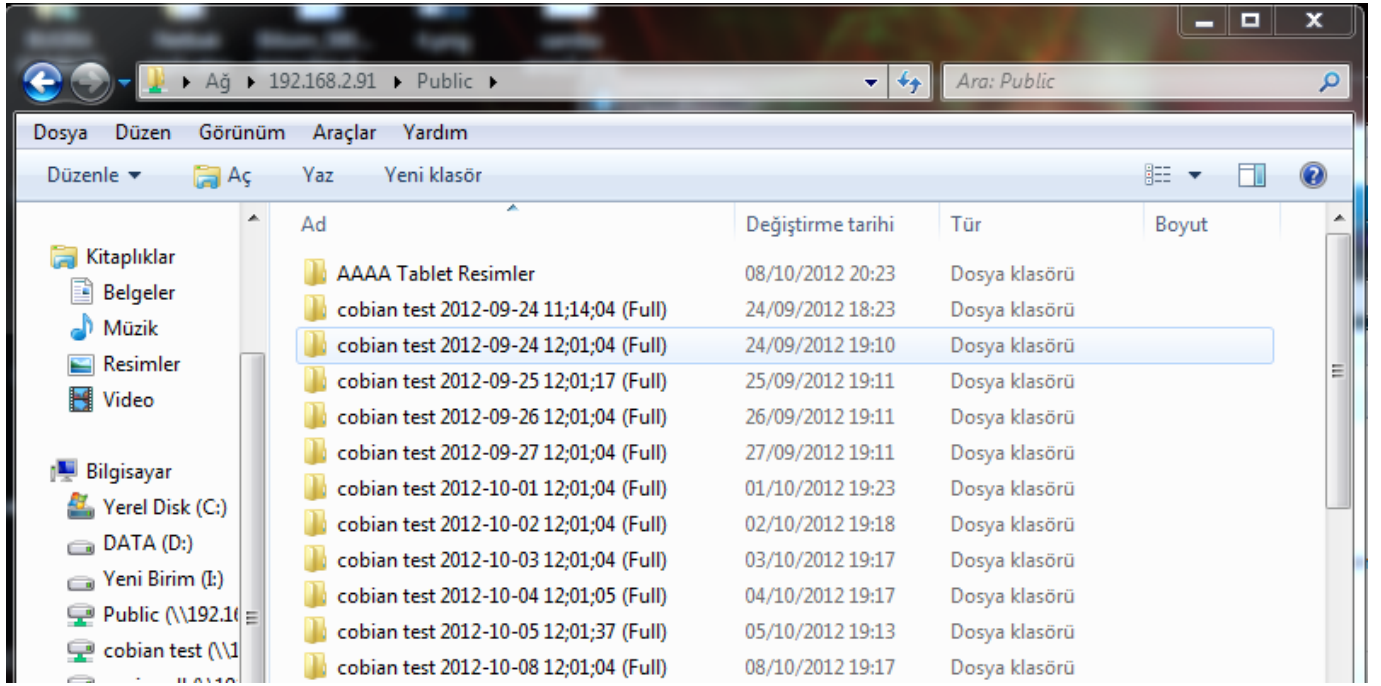 Ağ 192.168.2.91 Public Ara: Public
Dosya Düzen Görünüm Araçlar Yardım
Düzenle Aç Yaz Yeni klasör
Ad Değiştirme tarihi Tür Boyut
Kitaplıklar
Belgeler
Müzik
Resimler
Video
Bilgisayar
Yerel Disk (C:)
DATA (D:)
Yeni Birim (I:)
Public (\\192.16
cobian test (\\1
AAAA Tablet Resimler 08/10/2012 20:23 Dosya klasörü
cobian test 2012-09-24 11;14;04 (Full) 24/09/2012 18:23 Dosya klasörü
cobian test 2012-09-24 12;01;04 (Full) 24/09/2012 19:10 Dosya klasörü
cobian test 2012-09-25 12;01;17 (Full) 25/09/2012 19:11 Dosya klasörü
cobian test 2012-09-26 12;01;04 (Full) 26/09/2012 19:11 Dosya klasörü
cobian test 2012-09-27 12;01;04 (Full) 27/09/2012 19:11 Dosya klasörü
cobian test 2012-10-01 12;01;04 (Full) 01/10/2012 19:23 Dosya klasörü
cobian test 2012-10-02 12;01;04 (Full) 02/10/2012 19:18 Dosya klasörü
cobian test 2012-10-03 12;01;04 (Full) 03/10/2012 19:17 Dosya klasörü
cobian test 2012-10-04 12;01;05 (Full) 04/10/2012 19:17 Dosya klasörü
cobian test 2012-10-05 12;01;37 (Full) 05/10/2012 19:13 Dosya klasörü
cobian test 2012-10-08 12;01;04 (Full) 08/10/2012 19:17 Dosya klasörü